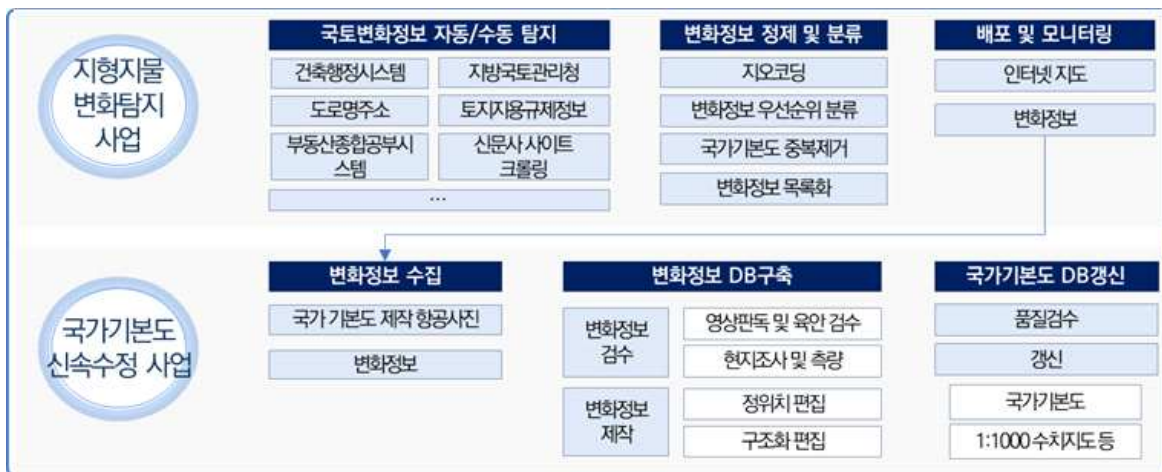 지형지물
변화탐지
사업
국토변화정보 자동/수동 탐지
건축행정시스템
지방국토관리청
도로명주소
토지지용규제정보
부동산종합공부시
스템
신문사 사이트
크롤링
...
변화정보 정제 및 분류
지오코딩
변화정보 우선순위 분류
국가기본도 중복제거
변화정보 목록화
배포 및 모니터링
인터넷 지도
변화정보
국가기본도
신속수정 사업
변화정보 수집
국가 기본도 제작 항공사진
변화정보
변화정보 DB구축
변화정보
검수
영상판독 및 육안 검수
현지조사 및 측량
변화정보
제작
정위치 편집
구조화 편집
국가기본도 DB갱신
품질검수
갱신
국가기본도
1:1000 수치지도 등